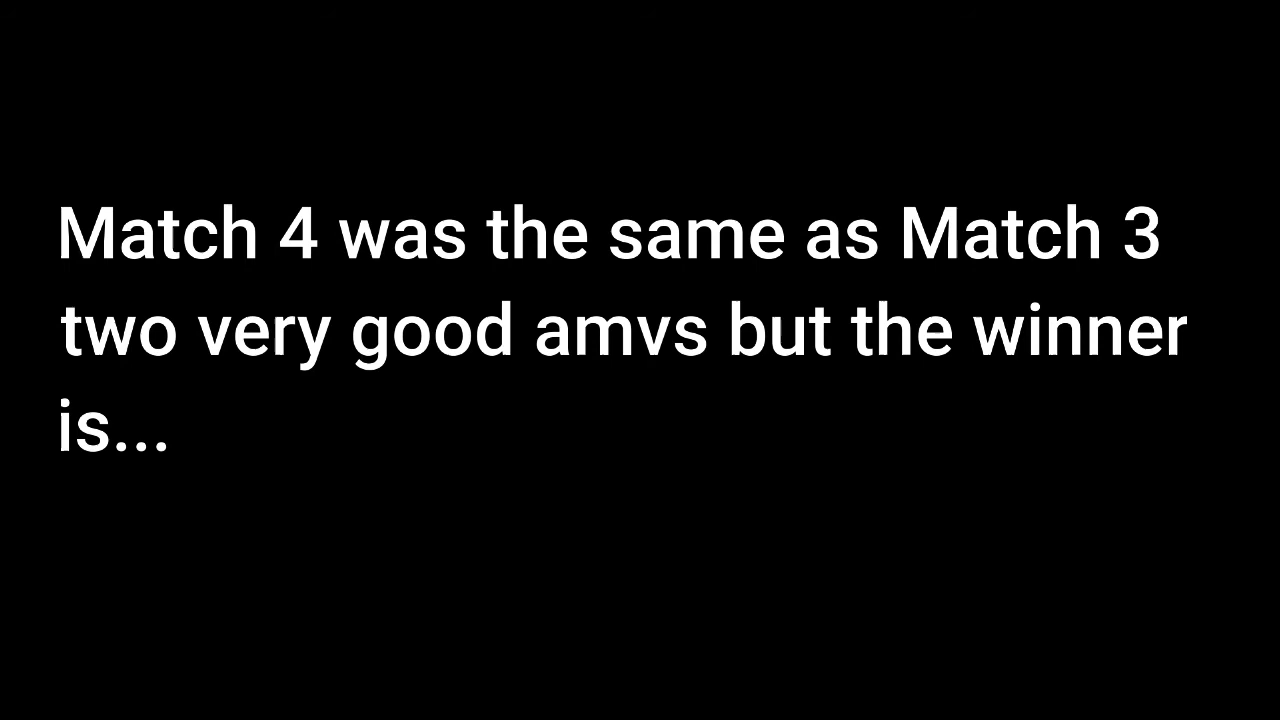 Match 4 was the same as Match 3
two very good amvs but the winner
is...